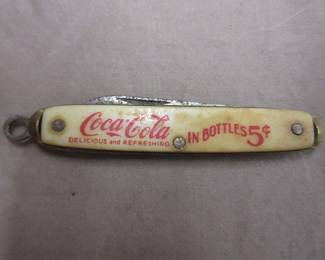 Coca-Cola IN BOTTLES 5¢
DELICIOUS and REFRESHING